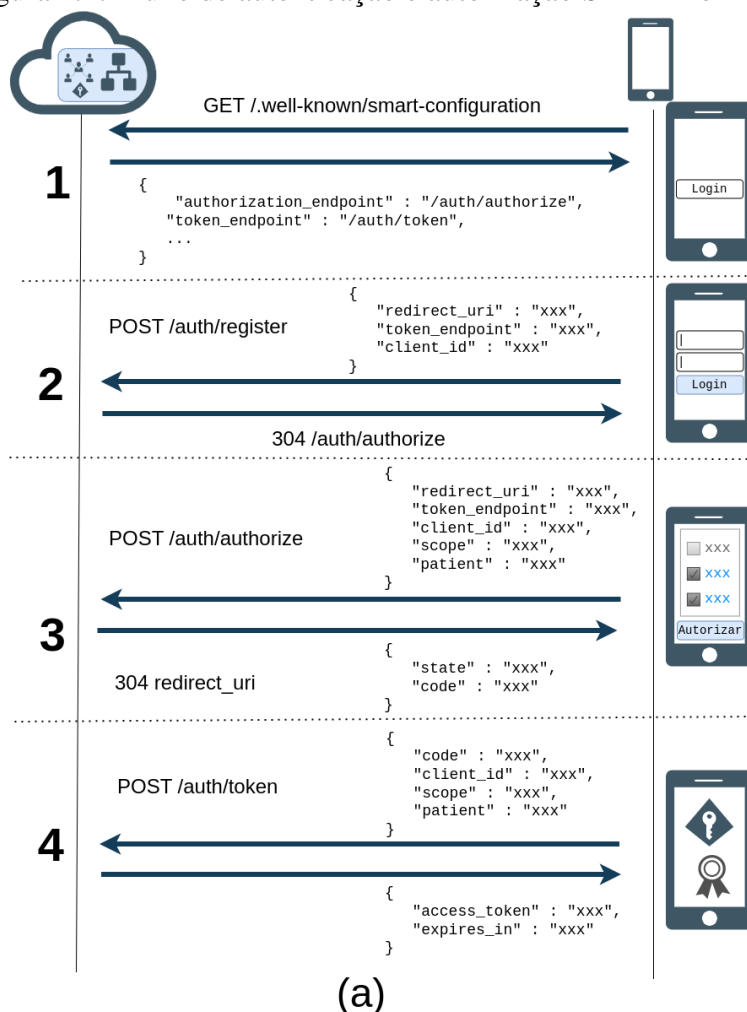 GET /.well-known/smart-configuration
1
{
"authorization_endpoint" : "/auth/authorize",
"token_endpoint" : "/auth/token",
...
}
Login
2
POST /auth/register
{
"redirect_uri" : "xxx",
"token_endpoint" : "xxx",
"client_id" : "xxx"
}
304 /auth/authorize
Login
3
POST /auth/authorize
{
"redirect_uri" : "xxx",
"token_endpoint" : "xxx",
"client_id" : "xxx",
"scope" : "xxx",
"patient" : "xxx"
}
304 redirect_uri
{
"state" : "xxx",
"code" : "xxx"
}
xxx
xxx
xxx
Autorizar
4
POST /auth/token
{
"code" : "xxx",
"client_id" : "xxx",
"scope" : "xxx",
"patient" : "xxx"
}
{
"access_token" : "xxx",
"expires_in" : "xxx"
}
(a)